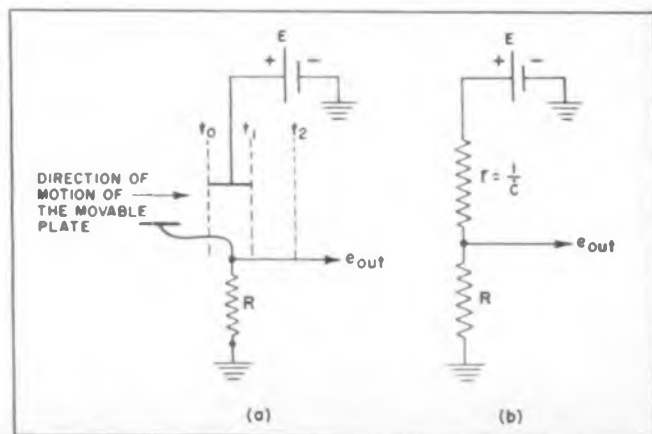 E
+ -
t0 t1 t2
DIRECTION OF
MOTION OF
THE MOVABLE
PLATE
eout
R
(a)
E
+ -
r = 1/C
eout
R
(b)